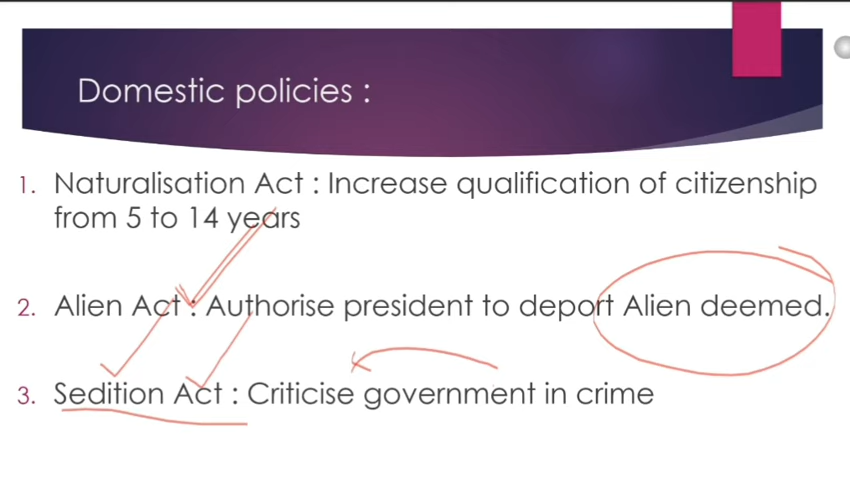 Domestic policies :
1. Naturalisation Act : Increase qualification of citizenship
from 5 to 14 years
2. Alien Act : Authorise president to deport Alien deemed.
3. Sedition Act : Criticise government in crime